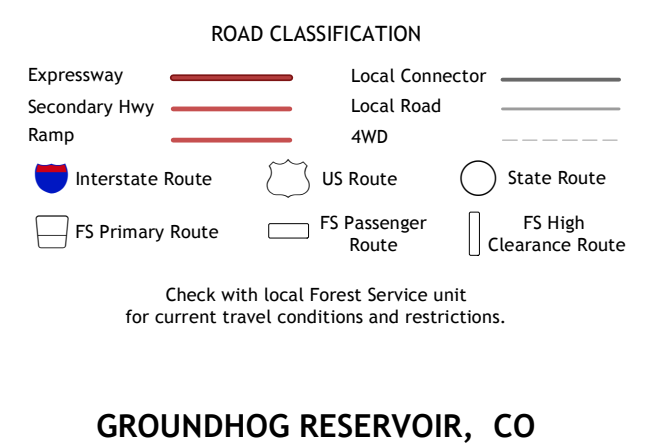 ROAD CLASSIFICATION
Expressway
Local Connector
Secondary Hwy
Local Road
Ramp
4WD
Interstate Route
US Route
State Route
FS Primary Route
FS Passenger
Route
FS High
Clearance Route
Check with local Forest Service unit
for current travel conditions and restrictions.
GROUNDHOG RESERVOIR, CO